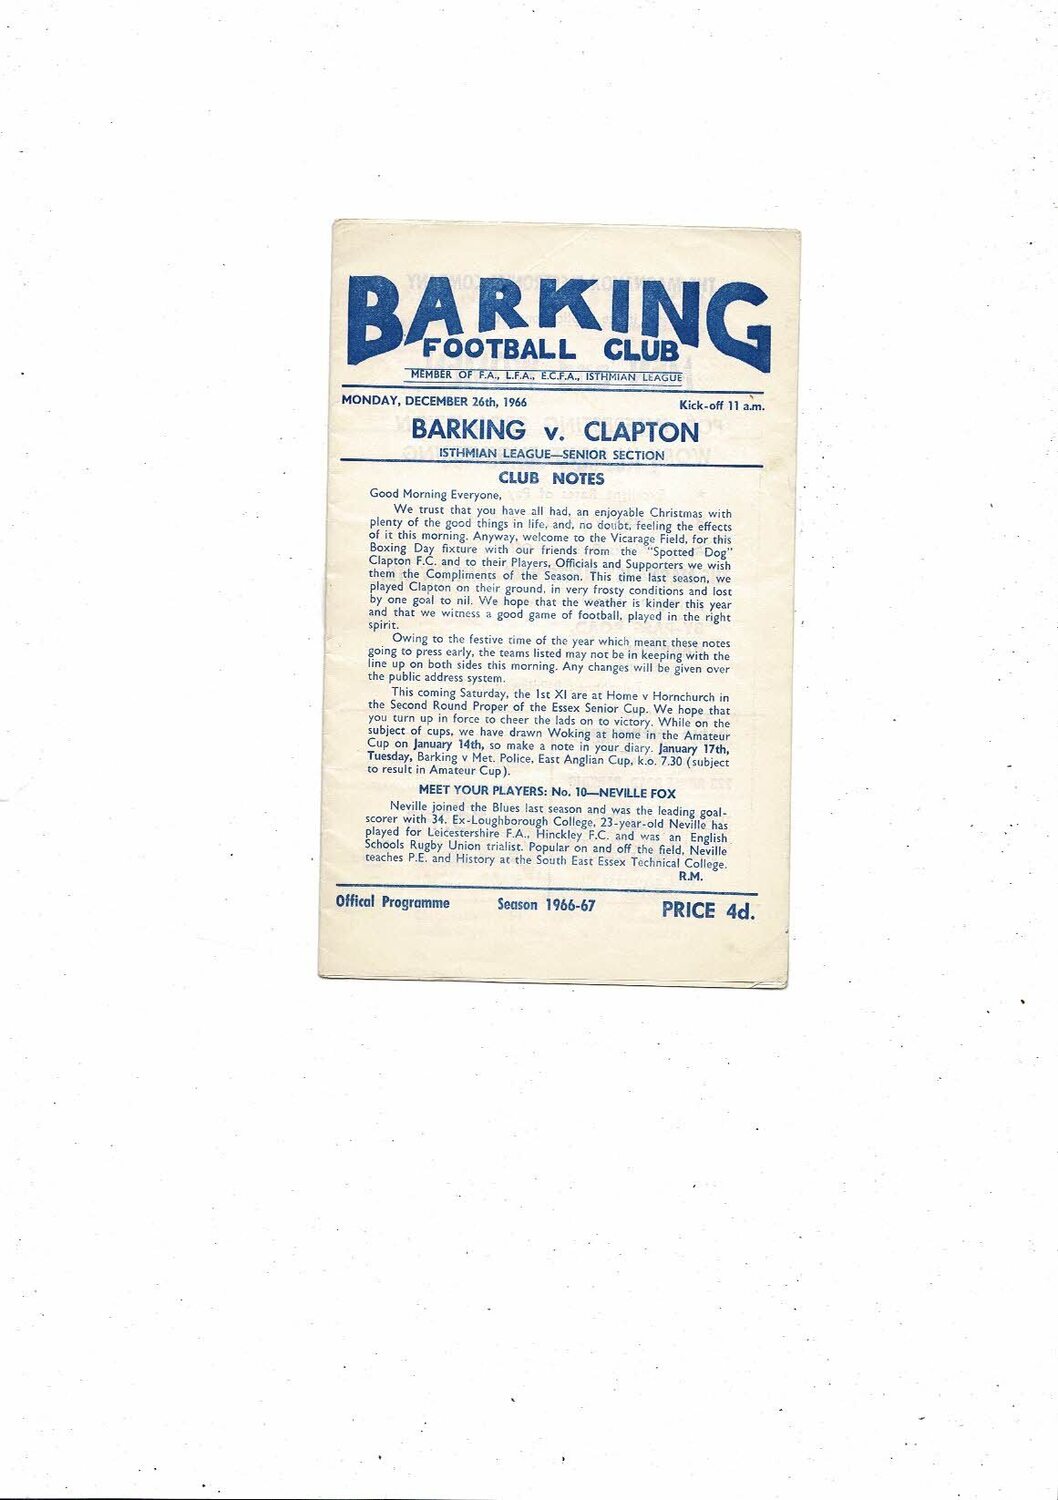 BARKING
FOOTBALL CLUB
MEMBER OF F.A., L.F.A., E.C.F.A., ISTHMIAN LEAGUE
MONDAY, DECEMBER 26th, 1966 Kick-off 11 a.m.
BARKING v. CLAPTON
ISTHMIAN LEAGUE—SENIOR SECTION
CLUB NOTES
Good Morning Everyone,
We trust that you have all had, an enjoyable Christmas with
plenty of the good things in life, and, no doubt, feeling the effects
of it this morning. Anyway, welcome to the Vicarage Field, for this
Boxing Day fixture with our friends from the "Spotted Dog"
Clapton F.C. and to their Players, Officials and Supporters we wish
them the Compliments of the Season. This time last season, we
played Clapton on their ground, in very frosty conditions and lost
by one goal to nil. We hope that the weather is kinder this year
and that we witness a good game of football, played in the right
spirit.
Owing to the festive time of the year which meant these notes
going to press early, the teams listed may not be in keeping with the
line up on both sides this morning. Any changes will be given over
the public address system.
This coming Saturday, the 1st XI are at Home v Hornchurch in
the Second Round Proper of the Essex Senior Cup. We hope that
you turn up in force to cheer the lads on to victory. While on the
subject of cups, we have drawn Woking at home in the Amateur
Cup on January 14th, so make a note in your diary. January 17th,
Tuesday, Barking v Met. Police, East Anglian Cup, k.o. 7.30 (subject
to result in Amateur Cup).
MEET YOUR PLAYERS: No. 10—NEVILLE FOX
Neville joined the Blues last season and was the leading goal-
scorer with 34. Ex-Loughborough College, 23-year-old Neville has
played for Leicestershire F.A., Hinckley F.C. and was an English
Schools Rugby Union trialist. Popular on and off the field, Neville
teaches P.E. and History at the South East Essex Technical College.
R.M.
Offical Programme Season 1966-67 PRICE 4d.